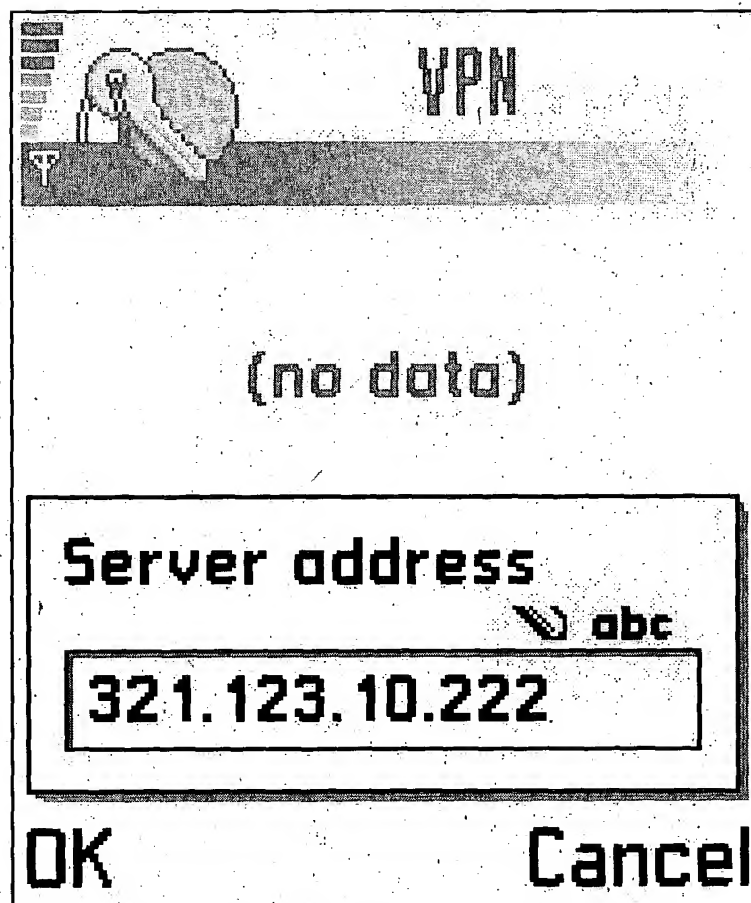 VPN
(no data)
Server address
abc
321.123.10.222
OK Cancel